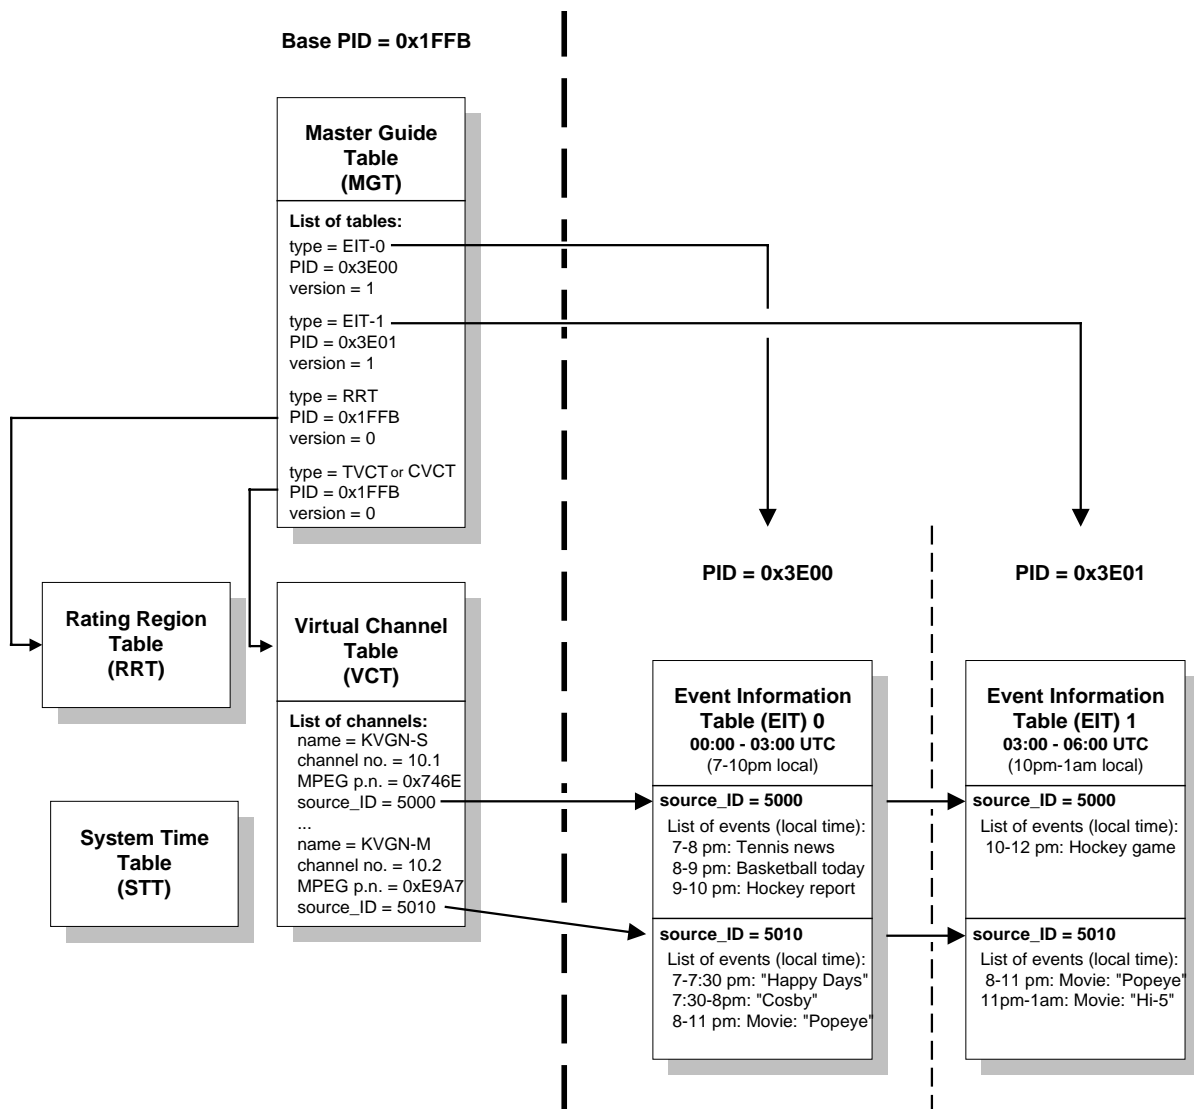 Base PID = 0x1FFB
Master Guide
Table
(MGT)
List of tables:
type = EIT-0
PID = 0x3E00
version = 1
type = EIT-1
PID = 0x3E01
version = 1
type = RRT
PID = 0x1FFB
version = 0
type = TVCT or CVCT
PID = 0x1FFB
version = 0
Rating Region
Table
(RRT)
Virtual Channel
Table
(VCT)
List of channels:
name = KVGN-S
channel no. = 10.1
MPEG p.n. = 0x746E
source_ID = 5000
...
name = KVGN-M
channel no. = 10.2
MPEG p.n. = 0xE9A7
source_ID = 5010
System Time
Table
(STT)
PID = 0x3E00
Event Information
Table (EIT) 0
00:00 - 03:00 UTC
(7-10pm local)
source_ID = 5000
List of events (local time):
7-8 pm: Tennis news
8-9 pm: Basketball today
9-10 pm: Hockey report
source_ID = 5010
List of events (local time):
7-7:30 pm: "Happy Days"
7:30-8pm: "Cosby"
8-11 pm: Movie: "Popeye"
PID = 0x3E01
Event Information
Table (EIT) 1
03:00 - 06:00 UTC
(10pm-1am local)
source_ID = 5000
List of events (local time):
10-12 pm: Hockey game
source_ID = 5010
List of events (local time):
8-11 pm: Movie: "Popeye"
11pm-1am: Movie: "Hi-5"